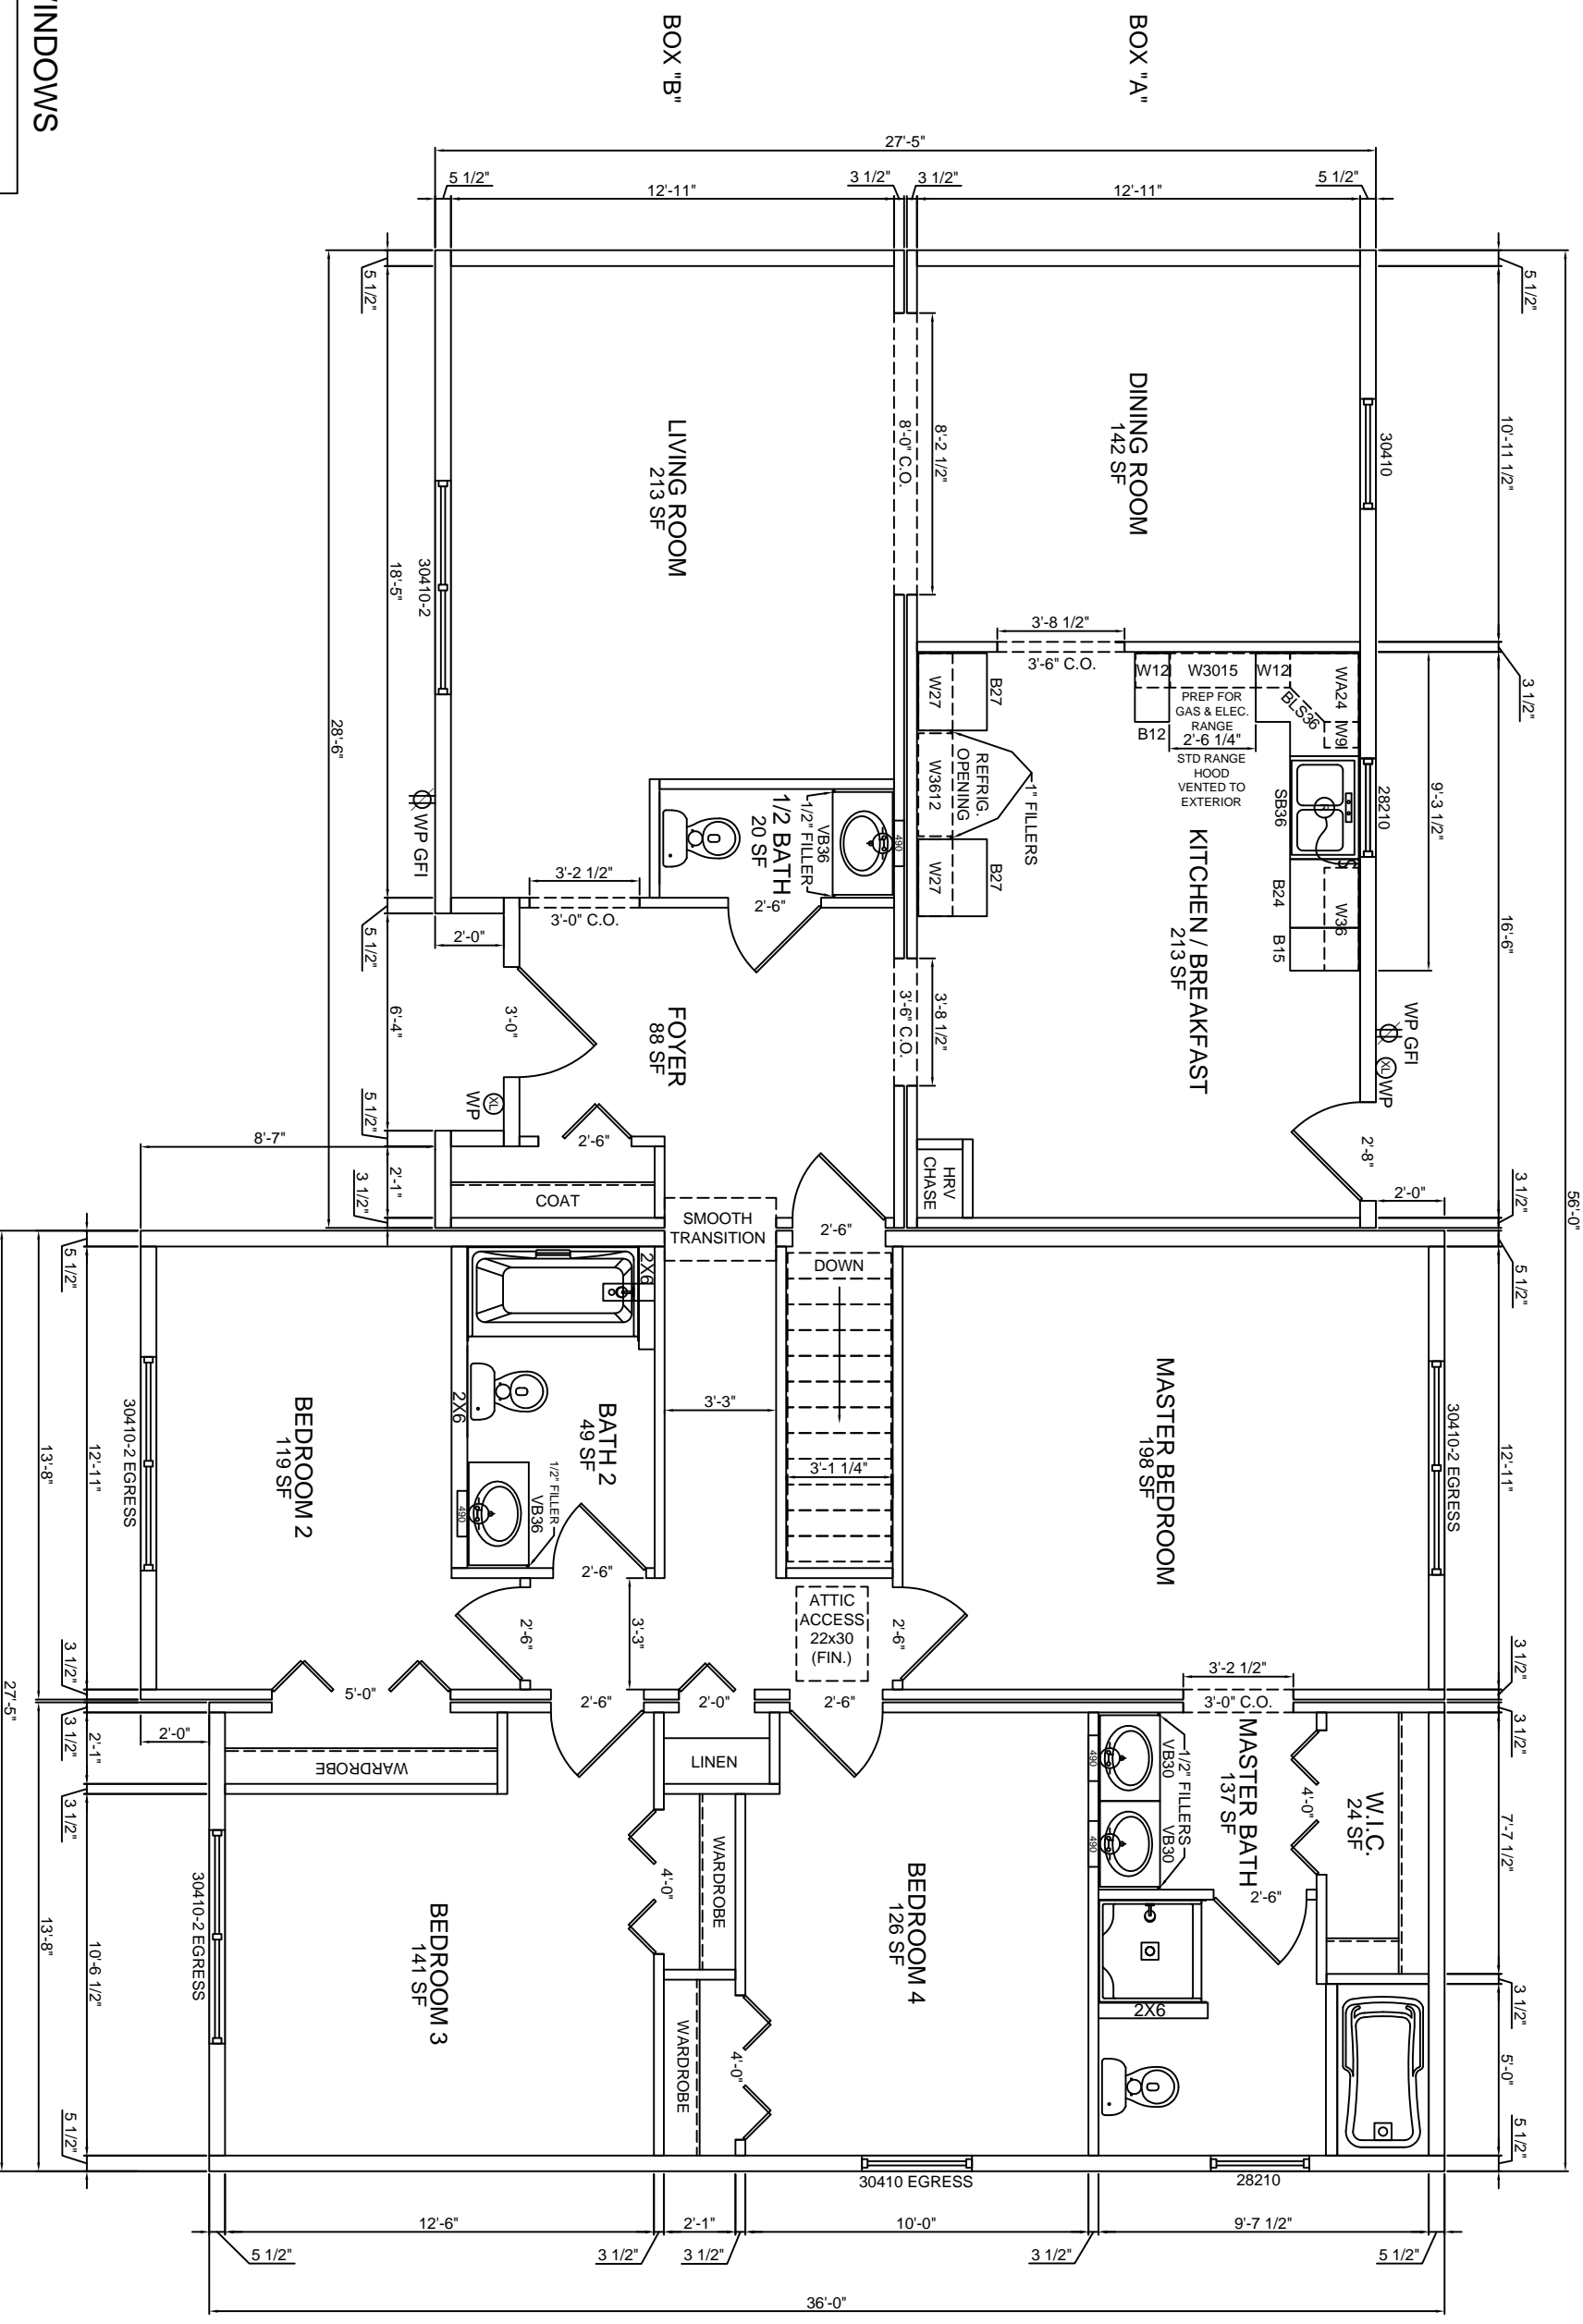 WINDOWS
BOX "B"
BOX "A"
27'-5"
5 1/2"
12'-11"
3 1/2"
3 1/2"
12'-11"
5 1/2"
5 1/2"
10'-11 1/2"
3 1/2"
16'-6"
3 1/2"
5 1/2"
12'-11"
3 1/2"
3 1/2"
7'-7 1/2"
3 1/2"
5'-0"
5 1/2"
56'-0"
DINING ROOM
142 SF
30410
8'-2 1/2"
8'-0" C.O.
LIVING ROOM
213 SF
30410-2
5 1/2"
18'-5"
28'-6"
3'-8 1/2"
3'-6" C.O.
W12
W3015
W12
WA24
BLS36
W9
PREP FOR
GAS & ELEC.
RANGE
2'-6 1/4"
B12
STD RANGE
HOOD
VENTED TO
EXTERIOR
SB36
28210
9'-3 1/2"
B24
W36
B15
W27
B27
W3612
REFRIG.
OPENING
1" FILLERS
W27
B27
KITCHEN / BREAKFAST
213 SF
WP GFI
XL
WP
2'-8"
2'-0"
1/2 BATH
20 SF
1/2" FILLER
VB36
490
2'-6"
3'-2 1/2"
3'-0" C.O.
WP GFI
2'-0"
5 1/2"
6'-4"
5 1/2"
3'-0"
FOYER
88 SF
3'-6" C.O.
3'-8 1/2"
XL
WP
2'-6"
HRV
CHASE
8'-7"
2'-1"
3 1/2"
COAT
SMOOTH
TRANSITION
2'-6"
DOWN
2X6
5 1/2"
3'-3"
3'-1 1/4"
MASTER BEDROOM
198 SF
30410-2 EGRESS
BATH 2
49 SF
2X6
1/2" FILLER
VB36
490
2'-6"
BEDROOM 2
119 SF
30410-2 EGRESS
12'-11"
13'-8"
2'-6"
3'-3"
ATTIC
ACCESS
22x30
(FIN.)
2'-6"
3 1/2"
5'-0"
2'-6"
2'-0"
2'-6"
3'-2 1/2"
3'-0" C.O.
27'-5"
3 1/2"
2'-1"
3 1/2"
2'-0"
WARDROBE
LINEN
490
VB30
1/2" FILLERS
490
VB30
MASTER BATH
137 SF
4'-0"
W.I.C.
24 SF
2'-6"
2X6
4'-0"
WARDROBE
BEDROOM 4
126 SF
BEDROOM 3
141 SF
30410-2 EGRESS
10'-6 1/2"
13'-8"
WARDROBE
4'-0"
5 1/2"
30410 EGRESS
28210
12'-6"
2'-1"
10'-0"
9'-7 1/2"
5 1/2"
3 1/2"
3 1/2"
3 1/2"
5 1/2"
36'-0"